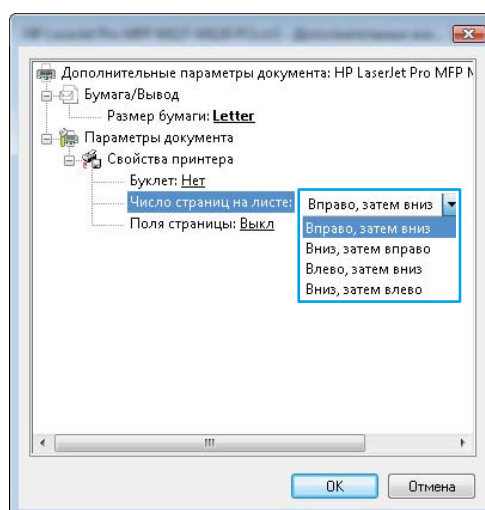 Дополнительные параметры документа: HP LaserJet Pro MFP M
Бумага/Вывод
Размер бумаги: Letter
Параметры документа
Свойства принтера
Буклет: Нет
Число страниц на листе: Вправо, затем вниз
Поля страницы: Выкл
Вправо, затем вниз
Вниз, затем вправо
Влево, затем вниз
Вниз, затем влево
OK Отмена